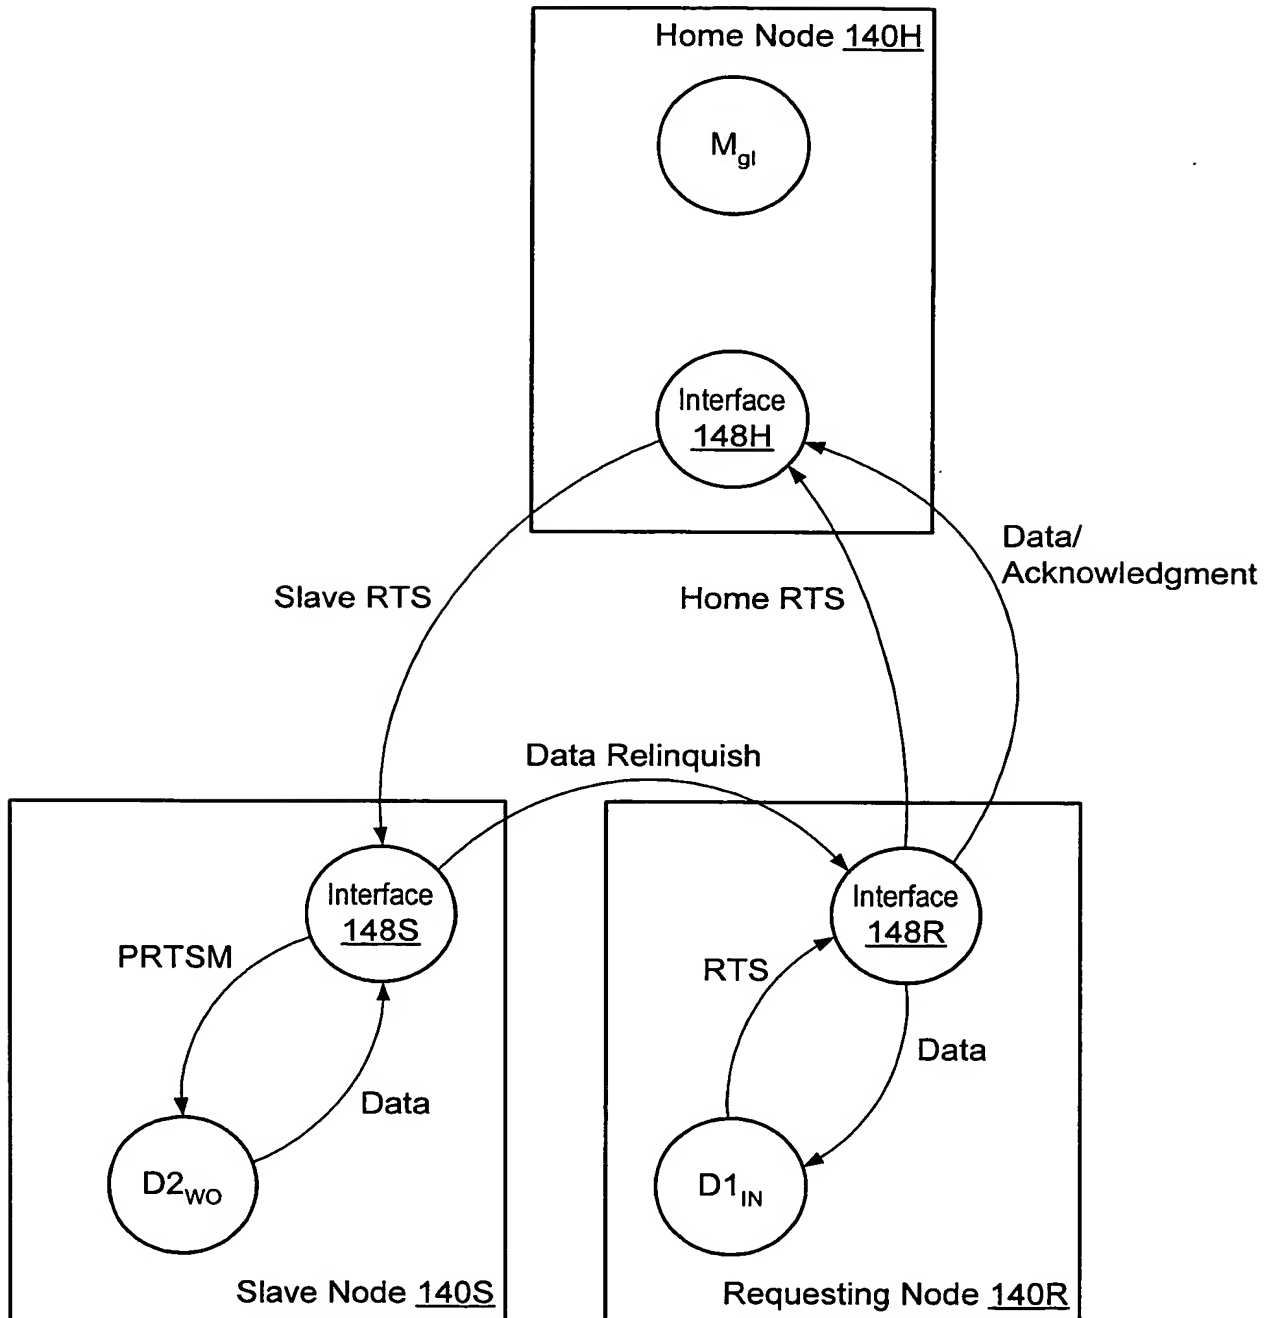 Home Node 140H
Mgl
Interface
148H
Data/
Acknowledgment
Slave RTS
Home RTS
Data Relinquish
Interface
148S
Interface
148R
PRTSM
RTS
Data
Data
D2WO
D1IN
Slave Node 140S
Requesting Node 140R